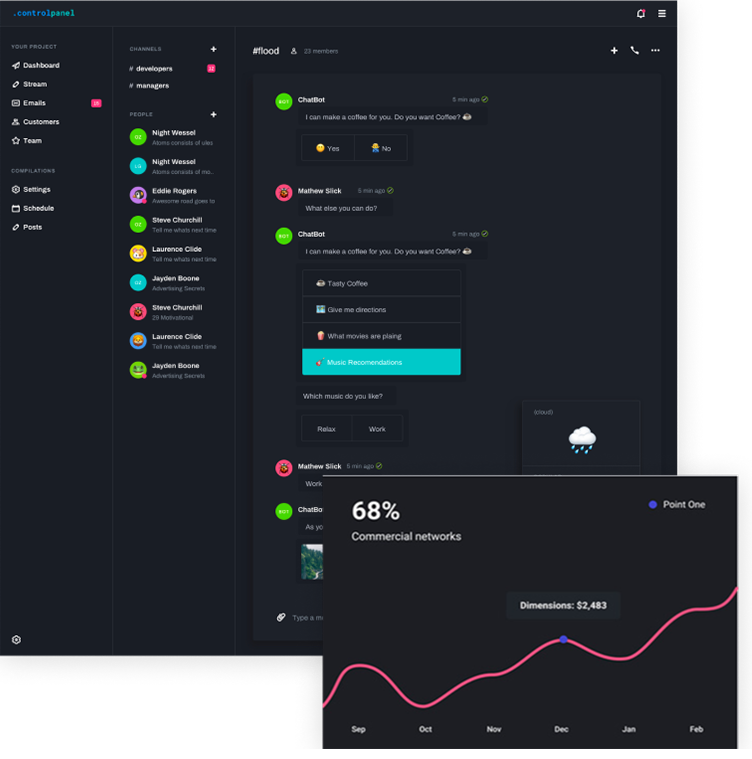 .controlpanel
YOUR PROJECT
Dashboard
Stream
Emails
Customers
Team
COMPILATIONS
Settings
Schedule
Posts
CHANNELS
# developers
# managers
PEOPLE
Night Wessel
Atoms consists of ules
Night Wessel
Atoms consists of mo..
Eddie Rogers
Awesome road goes to
Steve Churchill
Tell me whats next time
Laurence Clide
Tell me whats next time
Jayden Boone
Advertising Secrets
Steve Churchill
29 Motivational
Laurence Clide
Tell me whats next time
Jayden Boone
Advertising Secrets
#flood 23 members
BOT ChatBot 5 min ago
I can make a coffee for you. Do you want Coffee?
Yes No
Mathew Slick 5 min ago
What else you can do?
BOT ChatBot 5 min ago
I can make a coffee for you. Do you want Coffee?
Tasty Coffee
Give me directions
What movies are plaing
Music Recomendations
Which music do you like?
Relax Work
(cloud)
Mathew Slick 5 min ago
Work
BOT ChatBot
As yo
Type a m
68%
Commercial networks
Point One
Dimensions: $2,483
Sep Oct Nov Dec Jan Feb